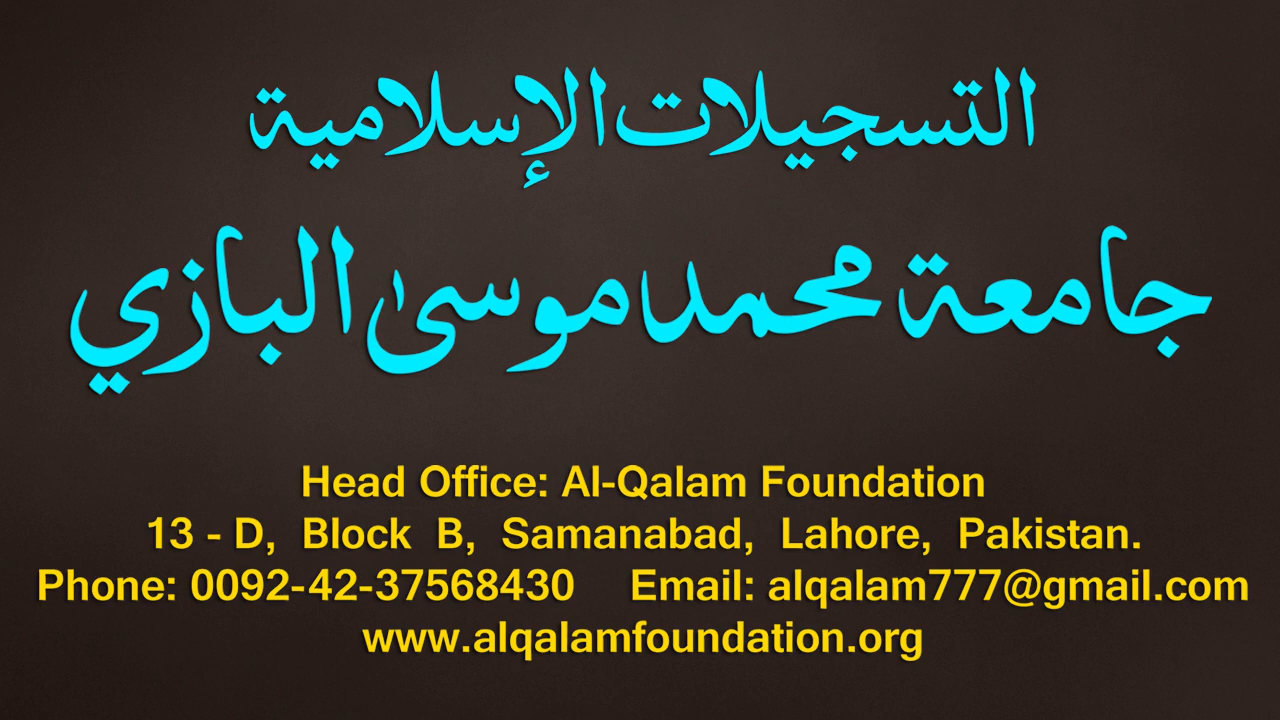 التسجيلات الإسلامية
جامعة محمد موسىٰ البازي
Head Office: Al-Qalam Foundation
13 - D, Block B, Samanabad, Lahore, Pakistan.
Phone: 0092-42-37568430 Email: alqalam777@gmail.com
www.alqalamfoundation.org